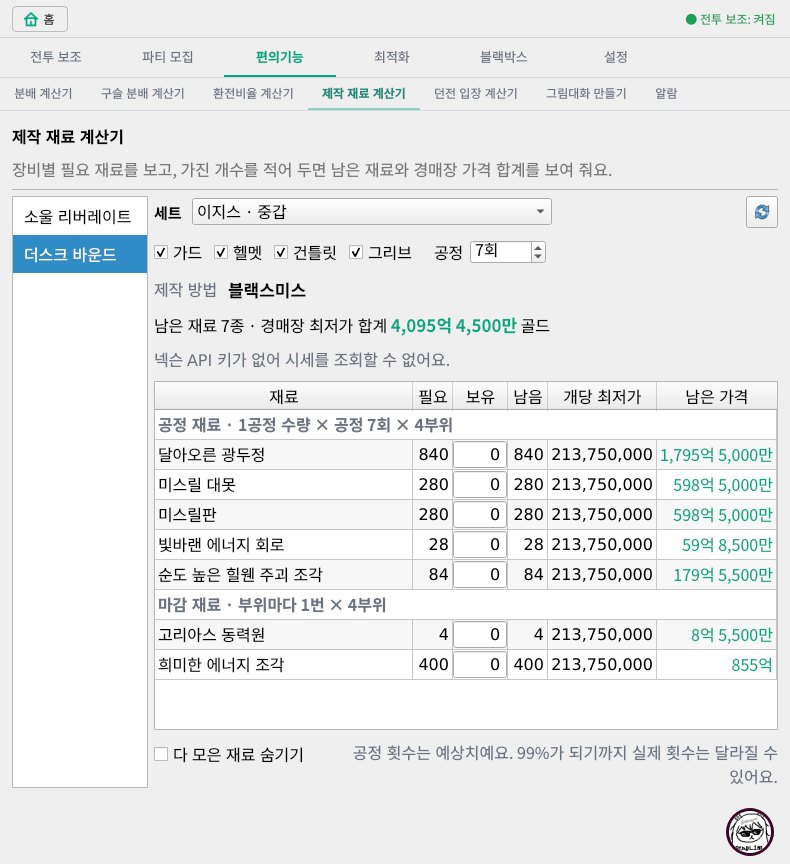 홈
전투 보조: 켜짐
전투 보조 파티 모집 편의기능 최적화 블랙박스 설정
분배 계산기 구슬 분배 계산기 환전비율 계산기 제작 재료 계산기 던전 입장 계산기 그림대화 만들기 알람
제작 재료 계산기
장비별 필요 재료를 보고, 가진 개수를 적어 두면 남은 재료와 경매장 가격 합계를 보여 줘요.
소울 리버레이트
더스크 바운드
세트 이지스 · 중갑
가드 헬멧 건틀릿 그리브 공정 7회
제작 방법 블랙스미스
남은 재료 7종 · 경매장 최저가 합계 4,095억 4,500만 골드
넥슨 API 키가 없어 시세를 조회할 수 없어요.
재료 필요 보유 남음 개당 최저가 남은 가격
공정 재료 · 1공정 수량 × 공정 7회 × 4부위
달아오른 광두정 840 0 840 213,750,000 1,795억 5,000만
미스릴 대못 280 0 280 213,750,000 598억 5,000만
미스릴판 280 0 280 213,750,000 598억 5,000만
빛바랜 에너지 회로 28 0 28 213,750,000 59억 8,500만
순도 높은 힐웬 주괴 조각 84 0 84 213,750,000 179억 5,500만
마감 재료 · 부위마다 1번 × 4부위
고리아스 동력원 4 0 4 213,750,000 8억 5,500만
희미한 에너지 조각 400 0 400 213,750,000 855억
다 모은 재료 숨기기
공정 횟수는 예상치예요. 99%가 되기까지 실제 횟수는 달라질 수
있어요.